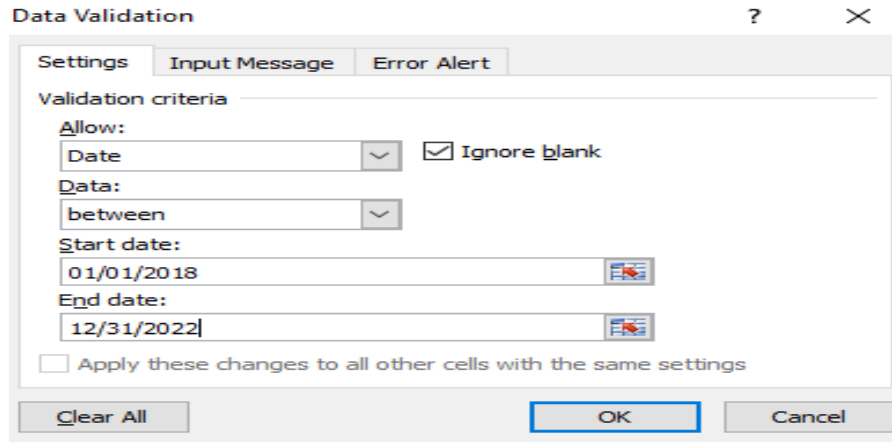 Data Validation ?
Settings Input Message Error Alert
Validation criteria
Allow:
Date Ignore blank
Data:
between
Start date:
01/01/2018
End date:
12/31/2022
Apply these changes to all other cells with the same settings
Clear All OK Cancel